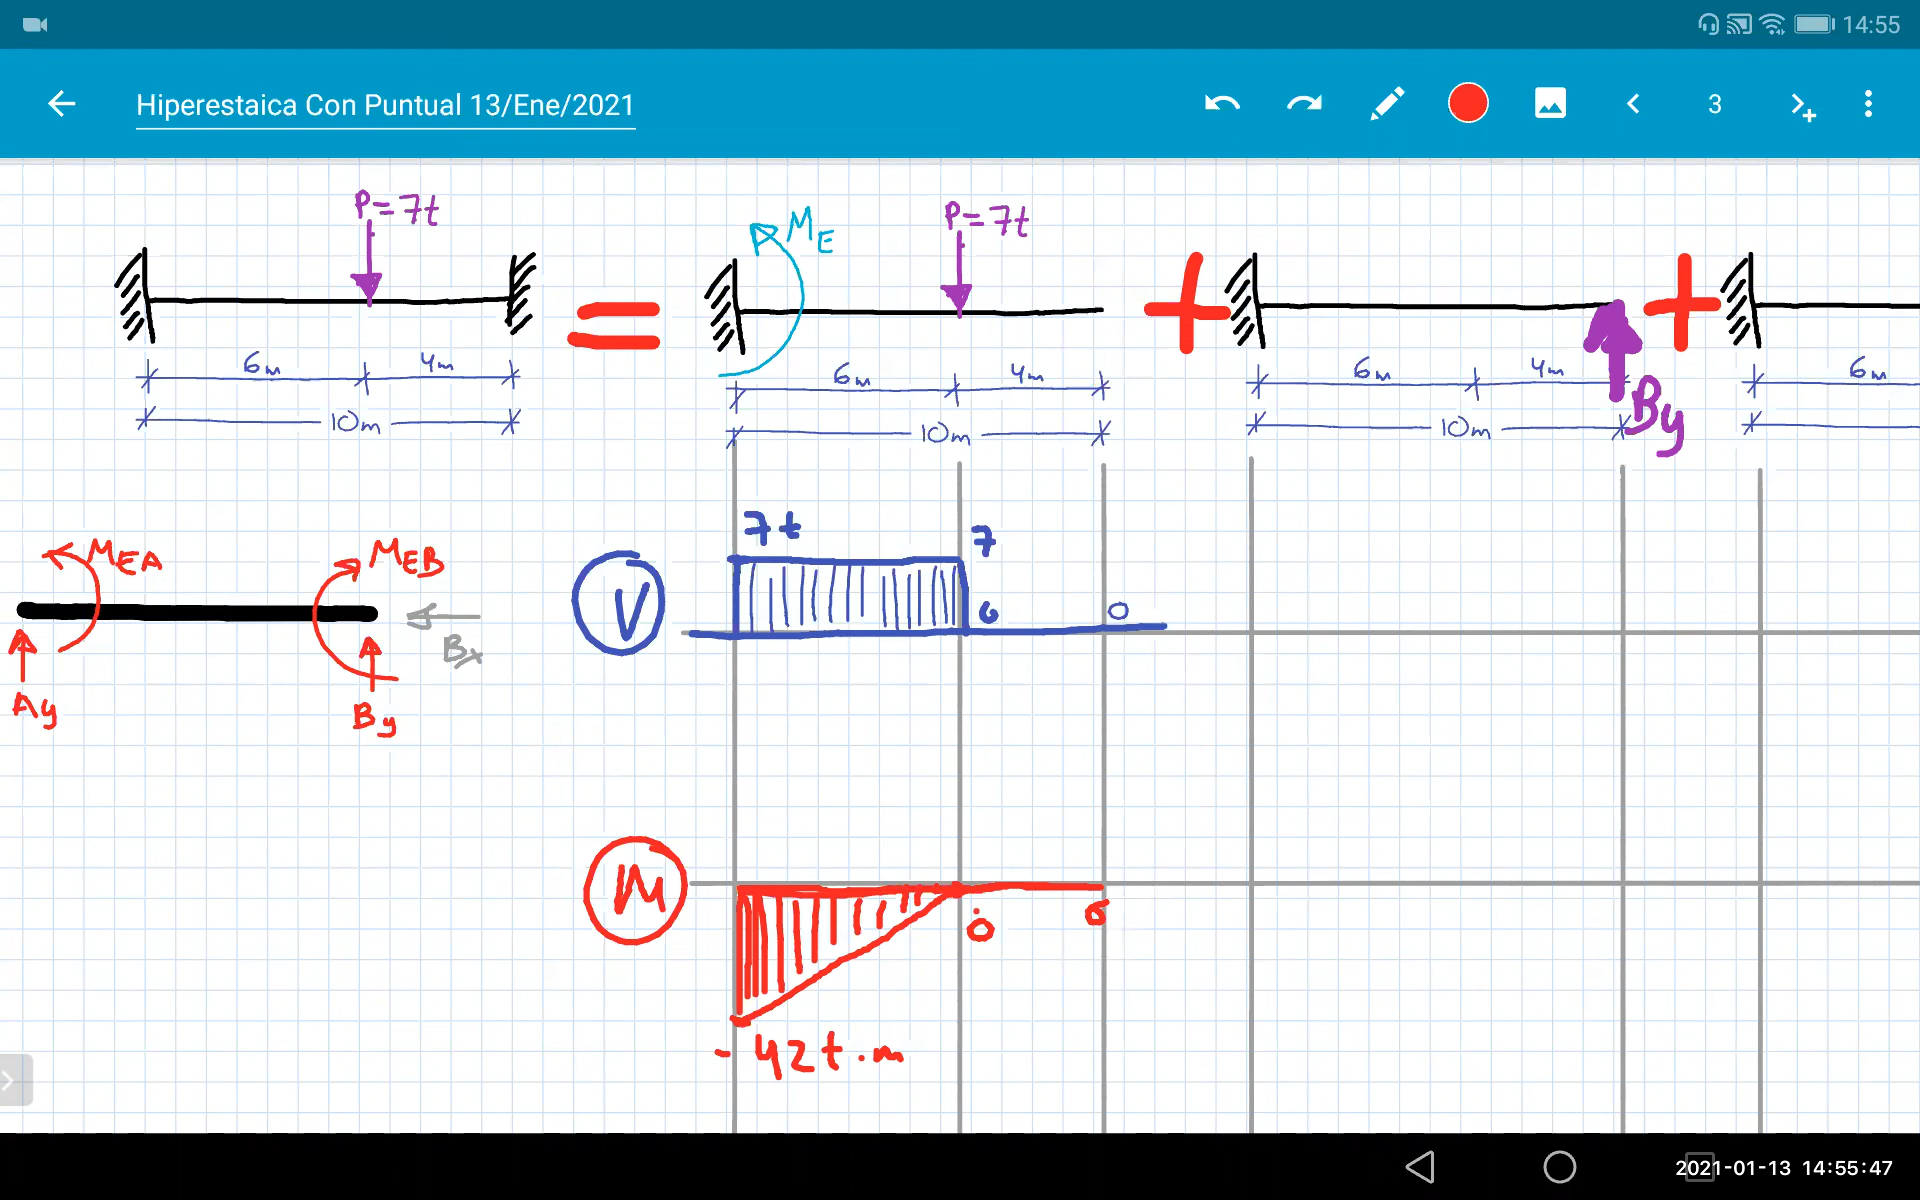 14:55
Hiperestaica Con Puntual 13/Ene/2021
3
P=7t
6m 4m
10m
=
ME
P=7t
6m 4m
10m
+
6m 4m
By
10m
+
6m
MEA
MEB
Bx
Ay
By
V
7t
7
0
0
M
0
0
- 42 t.m
2021-01-13 14:55:47